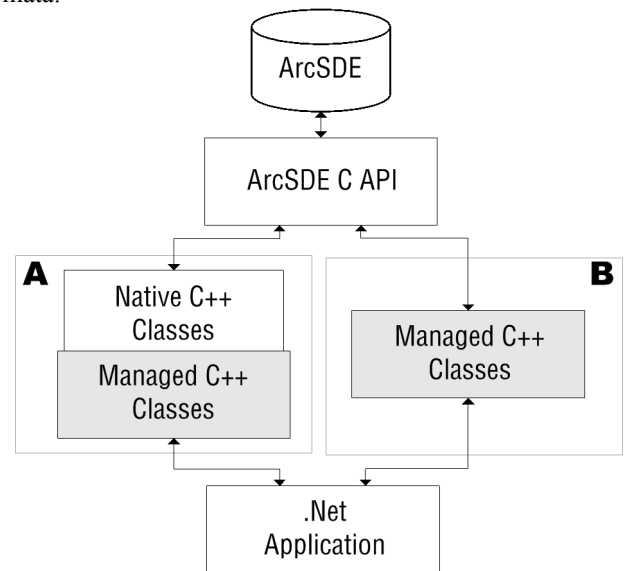 ArcSDE
ArcSDE C API
A
B
Native C++
Classes
Managed C++
Classes
Managed C++
Classes
.Net
Application